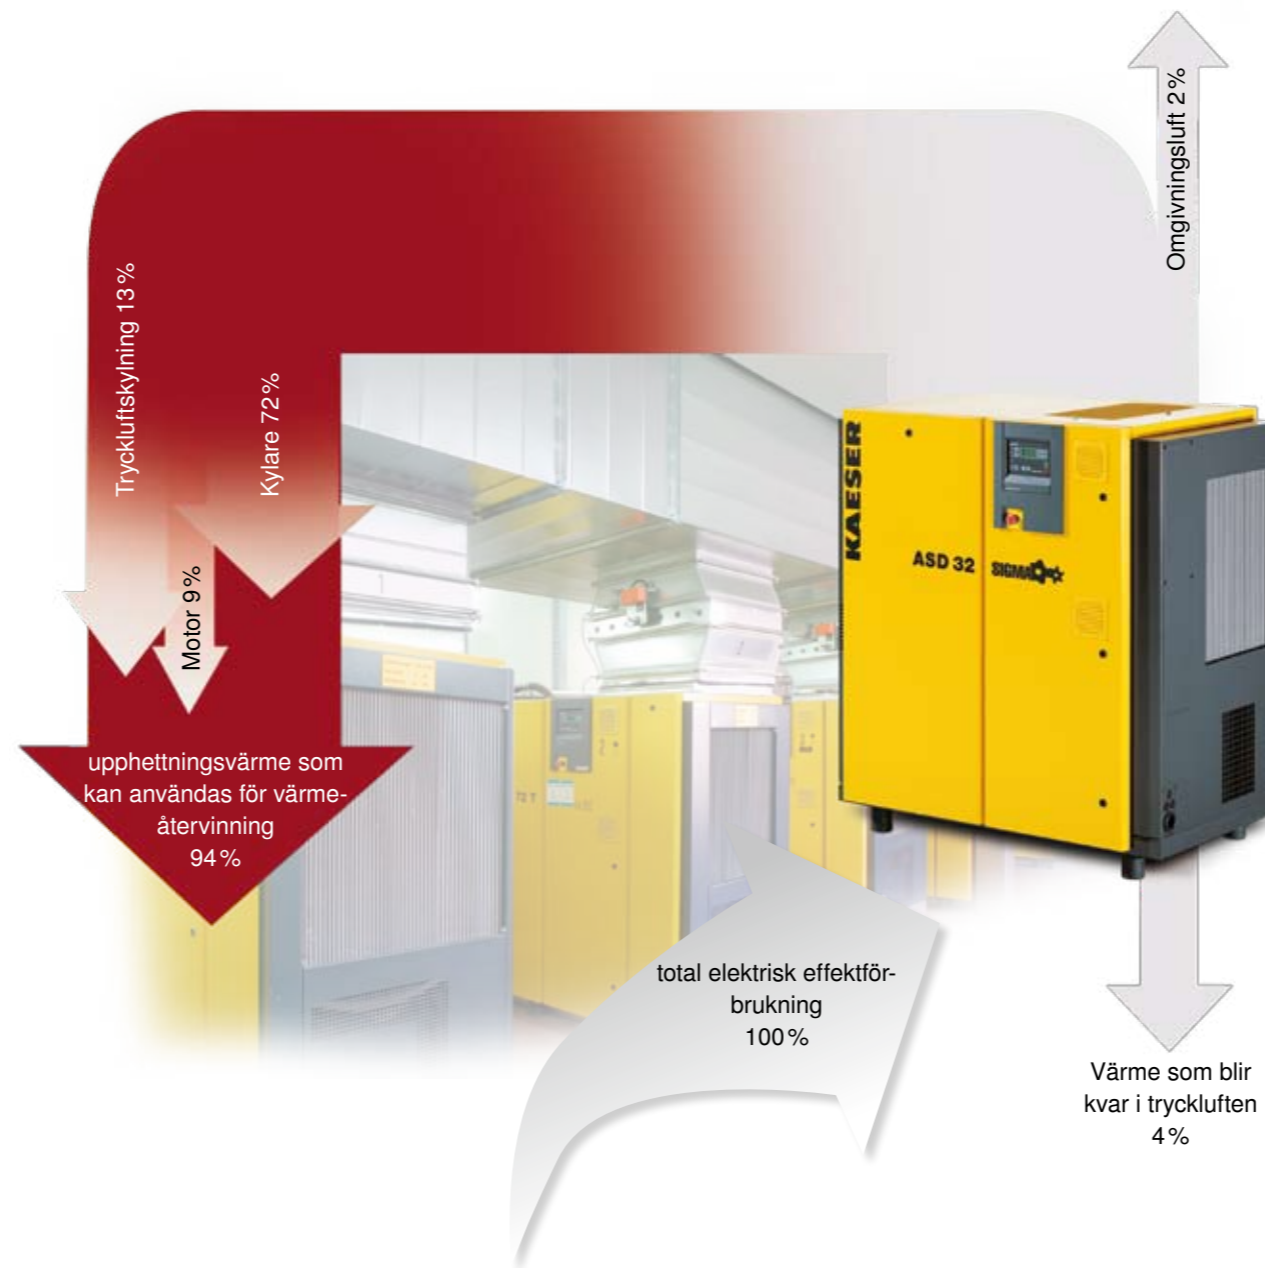 Omgivningsluft 2 %
Tryckluftskylning 13 %
Kylare 72 %
Motor 9 %
KAESER
ASD 32
SIGMA
upphettningsvärme som
kan användas för värme-
återvinning
94 %
total elektrisk effektför-
brukning
100 %
Värme som blir
kvar i tryckluften
4 %